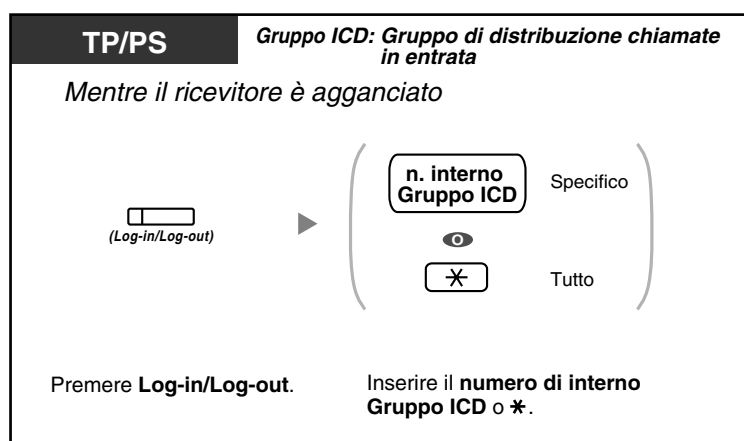 TP/PS
Gruppo ICD: Gruppo di distribuzione chiamate
in entrata
Mentre il ricevitore è agganciato
(Log-in/Log-out)
n. interno
Gruppo ICD
Specifico
O
*
Tutto
Premere Log-in/Log-out.
Inserire il numero di interno
Gruppo ICD o *.